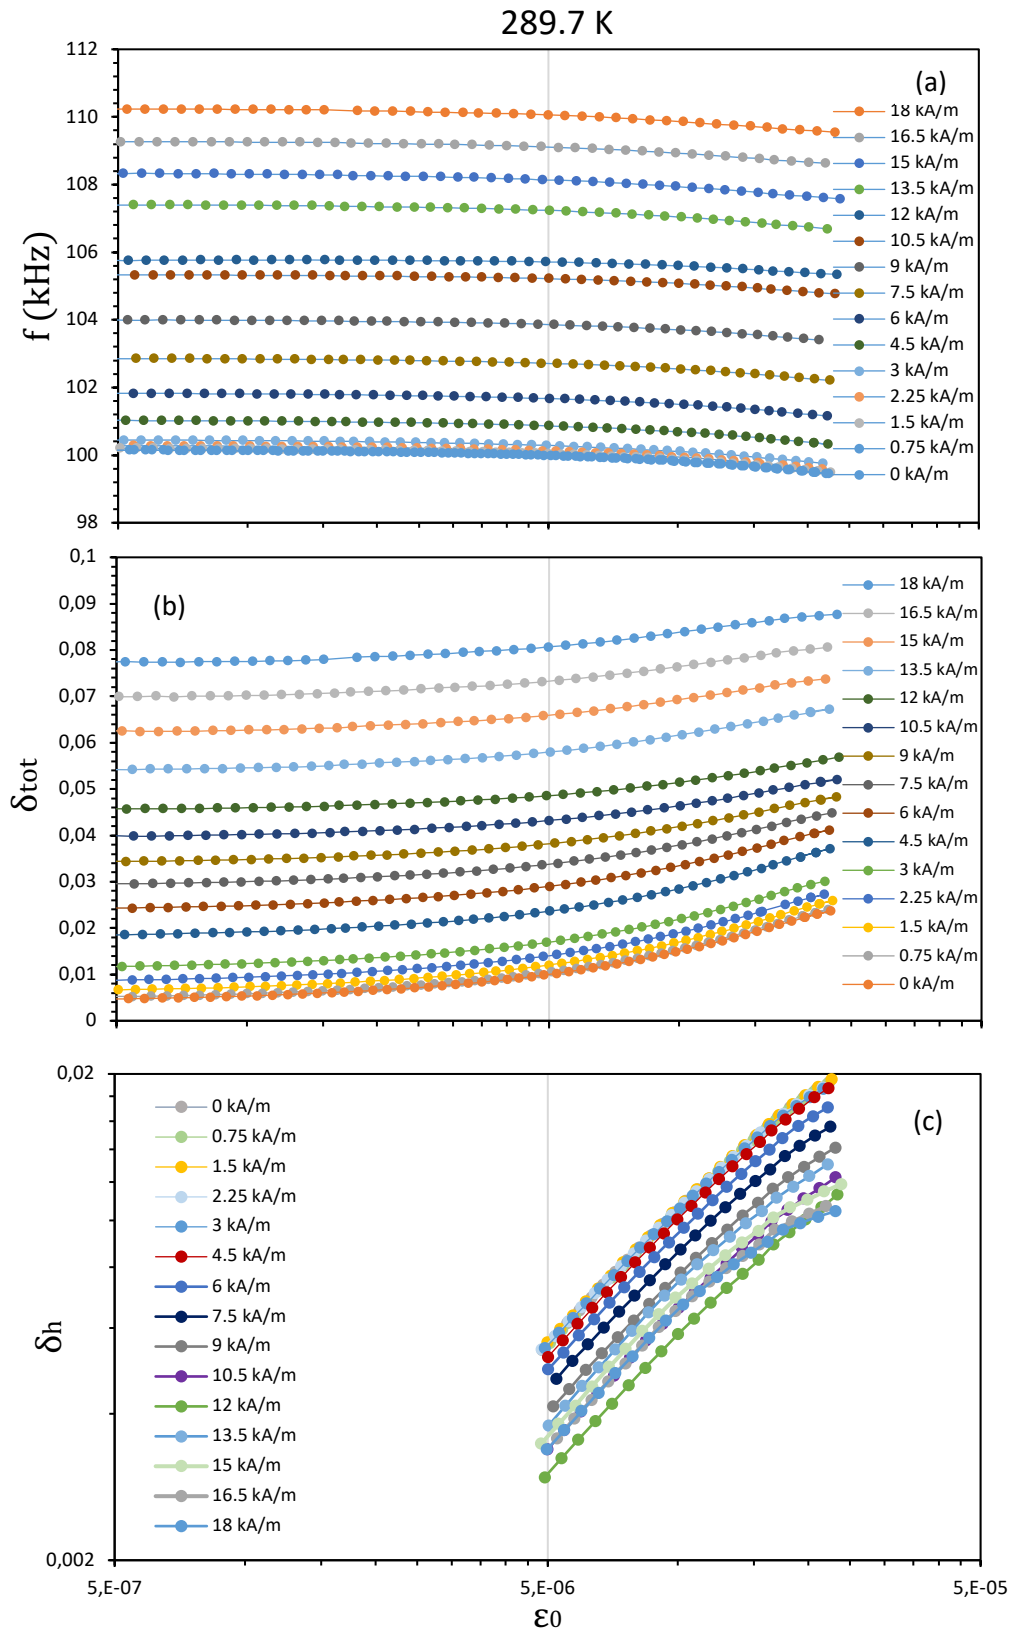 289.7 K
112
110
108
106
104
102
100
98
f (kHz)
(a)
18 kA/m
16.5 kA/m
15 kA/m
13.5 kA/m
12 kA/m
10.5 kA/m
9 kA/m
7.5 kA/m
6 kA/m
4.5 kA/m
3 kA/m
2.25 kA/m
1.5 kA/m
0.75 kA/m
0 kA/m
0,1
0,09
0,08
0,07
0,06
0,05
0,04
0,03
0,02
0,01
0
δtot
(b)
18 kA/m
16.5 kA/m
15 kA/m
13.5 kA/m
12 kA/m
10.5 kA/m
9 kA/m
7.5 kA/m
6 kA/m
4.5 kA/m
3 kA/m
2.25 kA/m
1.5 kA/m
0.75 kA/m
0 kA/m
0,02
0,002
δh
(c)
0 kA/m
0.75 kA/m
1.5 kA/m
2.25 kA/m
3 kA/m
4.5 kA/m
6 kA/m
7.5 kA/m
9 kA/m
10.5 kA/m
12 kA/m
13.5 kA/m
15 kA/m
16.5 kA/m
18 kA/m
5,E-07
5,E-06
5,E-05
ε0